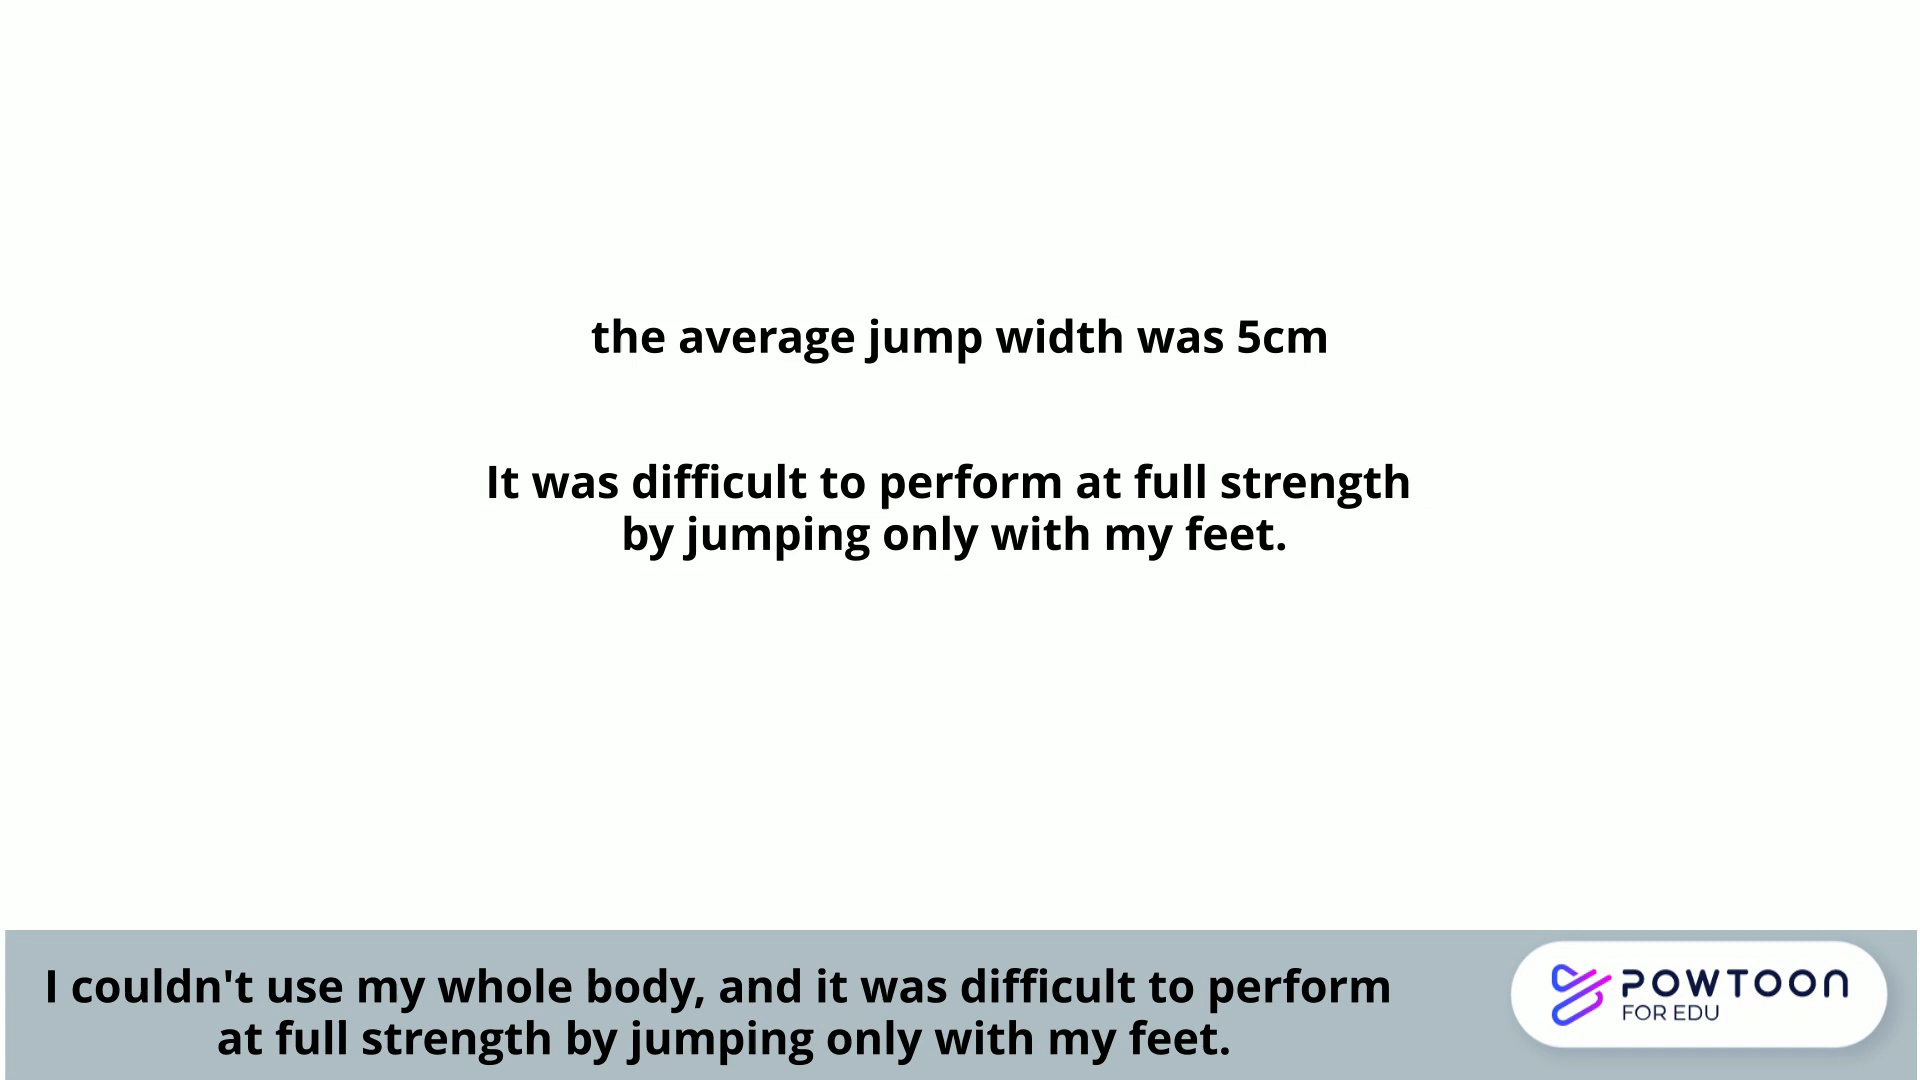 the average jump width was 5cm
It was difficult to perform at full strength
by jumping only with my feet.
I couldn't use my whole body, and it was difficult to perform
at full strength by jumping only with my feet.
POWTOON
FOR EDU